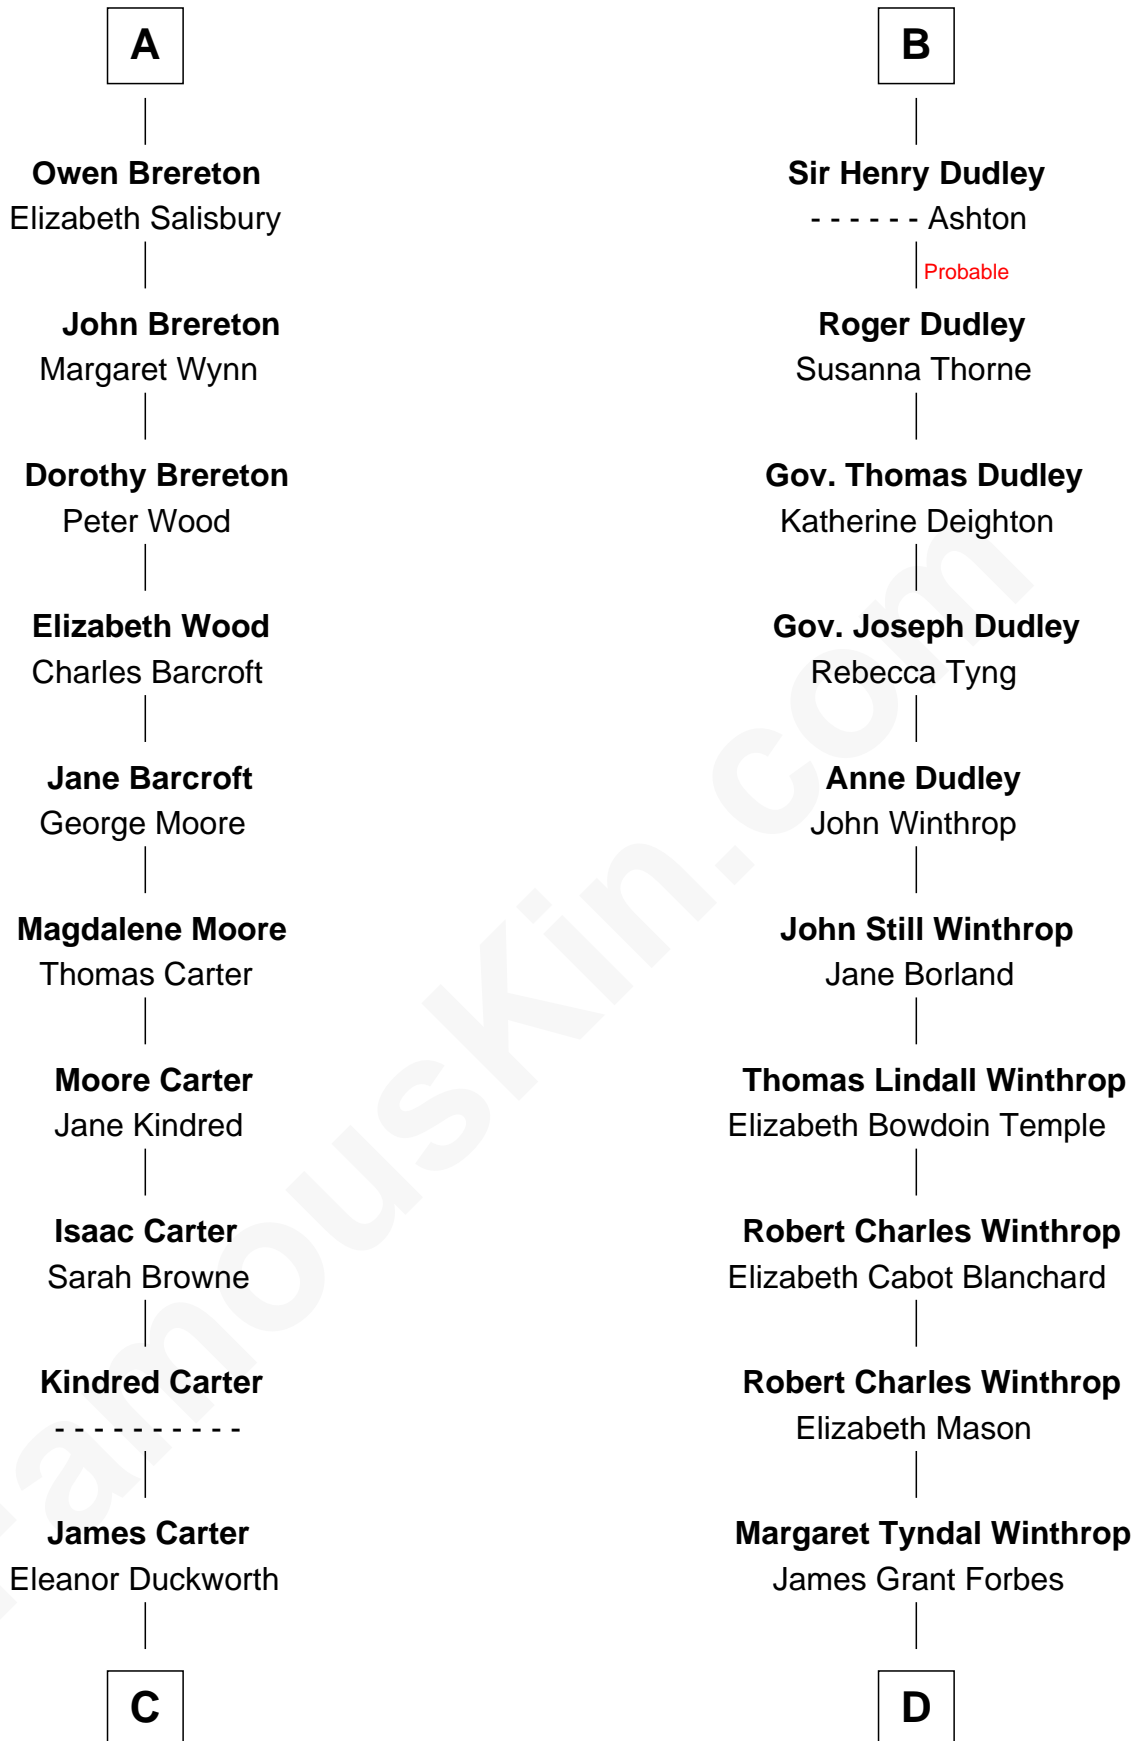 A
Owen Brereton
Elizabeth Salisbury
John Brereton
Margaret Wynn
Dorothy Brereton
Peter Wood
Elizabeth Wood
Charles Barcroft
Jane Barcroft
George Moore
Magdalene Moore
Thomas Carter
Moore Carter
Jane Kindred
Isaac Carter
Sarah Browne
Kindred Carter
- - - - - - - - - -
James Carter
Eleanor Duckworth
C
B
Sir Henry Dudley
- - - - - - Ashton
Probable
Roger Dudley
Susanna Thorne
Gov. Thomas Dudley
Katherine Deighton
Gov. Joseph Dudley
Rebecca Tyng
Anne Dudley
John Winthrop
John Still Winthrop
Jane Borland
Thomas Lindall Winthrop
Elizabeth Bowdoin Temple
Robert Charles Winthrop
Elizabeth Cabot Blanchard
Robert Charles Winthrop
Elizabeth Mason
Margaret Tyndal Winthrop
James Grant Forbes
D
FamousKin.com